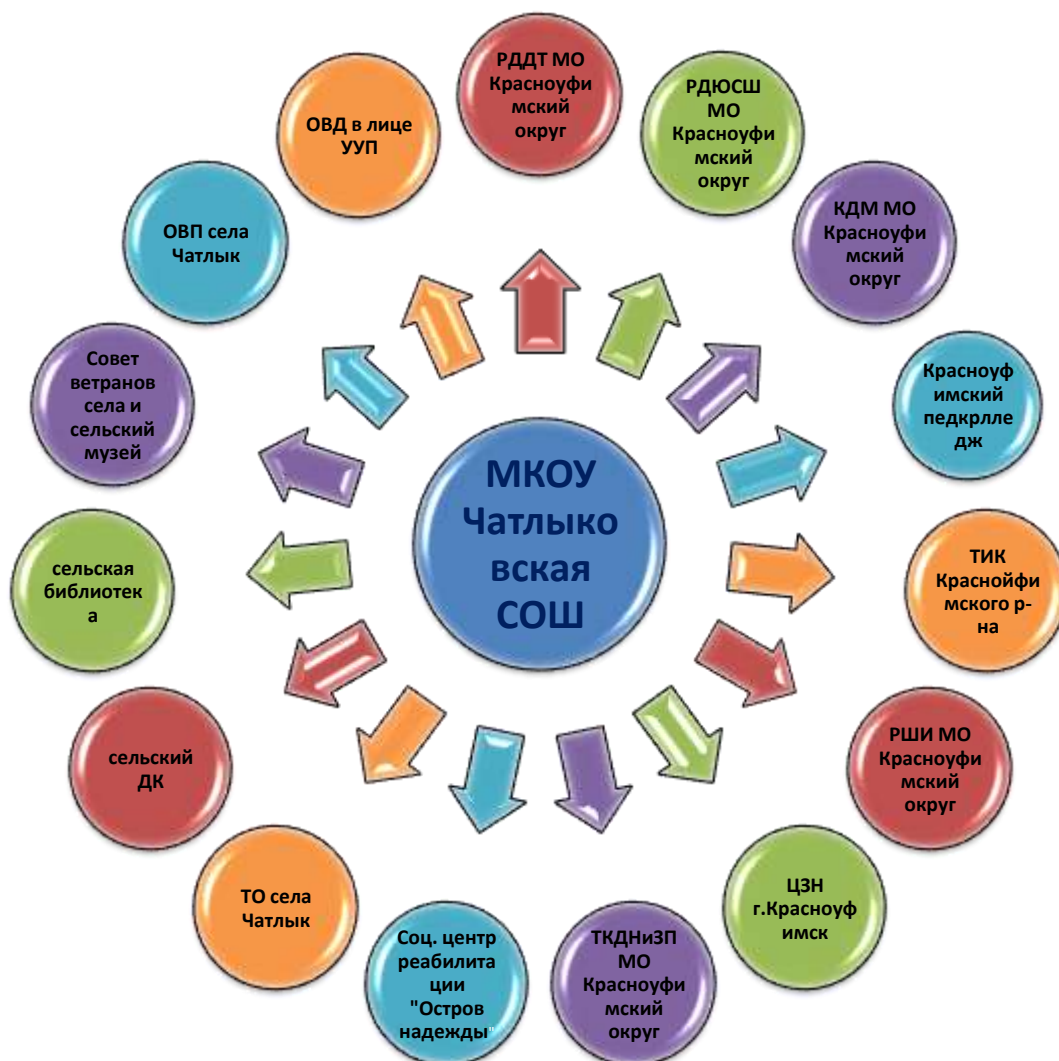 РДДТ МО
Красноуфи
мский
округ
РДЮСШ
МО
Красноуфи
мский
округ
КДМ МО
Красноуфи
мский
округ
Красноуф
имский
педкрлле
дж
ТИК
Краснойфи
мского р-
на
РШИ МО
Красноуфи
мский
округ
ЦЗН
г.Красноуф
имск
ТКДНиЗП
МО
Красноуфи
мский
округ
Соц. центр
реабилита
ции
"Остров
надежды"
ТО села
Чатлык
сельский
ДК
сельская
библиотек
а
Совет
ветранов
села и
сельский
музей
ОВП села
Чатлык
ОВД в лице
УУП
МКОУ
Чатлыко
вская
СОШ